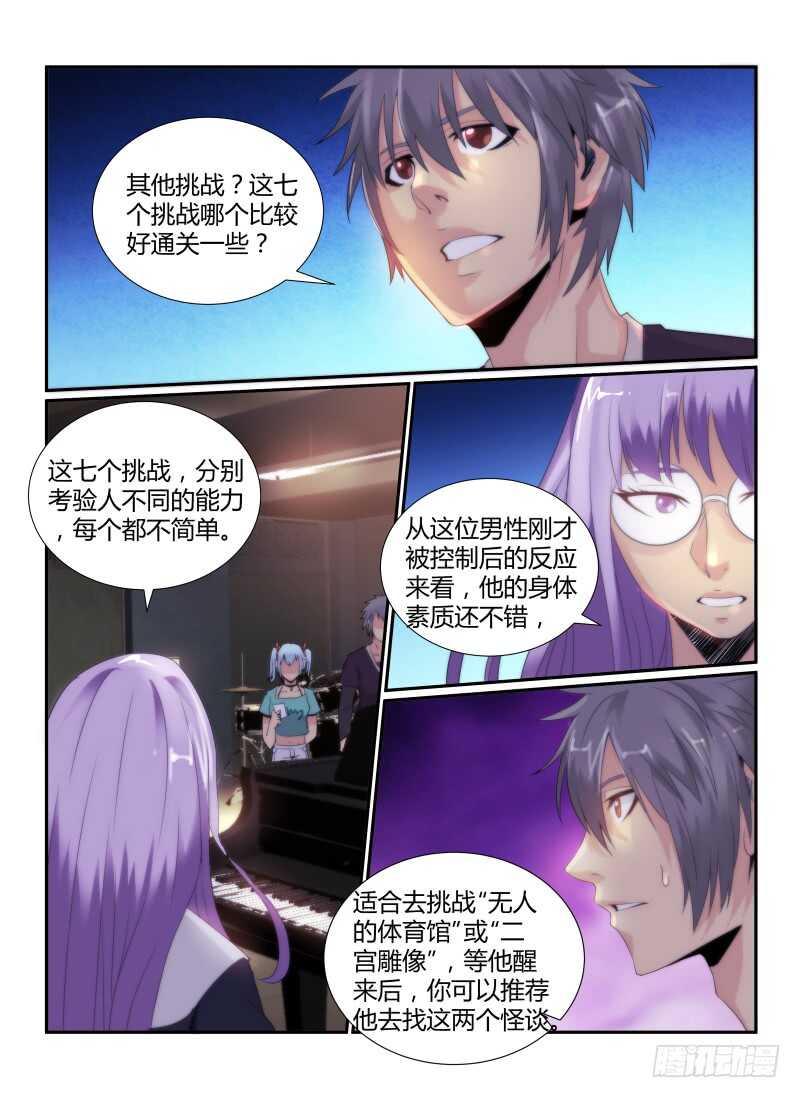 其他挑战？这七
个挑战哪个比较
好通关一些？
这七个挑战，分别
考验人不同的能力
，每个都不简单。
从这位男性刚才
被控制后的反应
来看，他的身体
素质还不错，
适合去挑战“无人
的体育馆”或“二
宫雕像”，等他醒
来后，你可以推荐
他去找这两个怪谈。
腾讯动漫